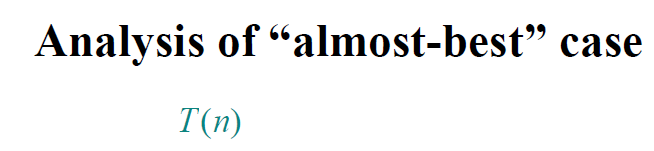 Analysis of “almost-best” case
T(n)